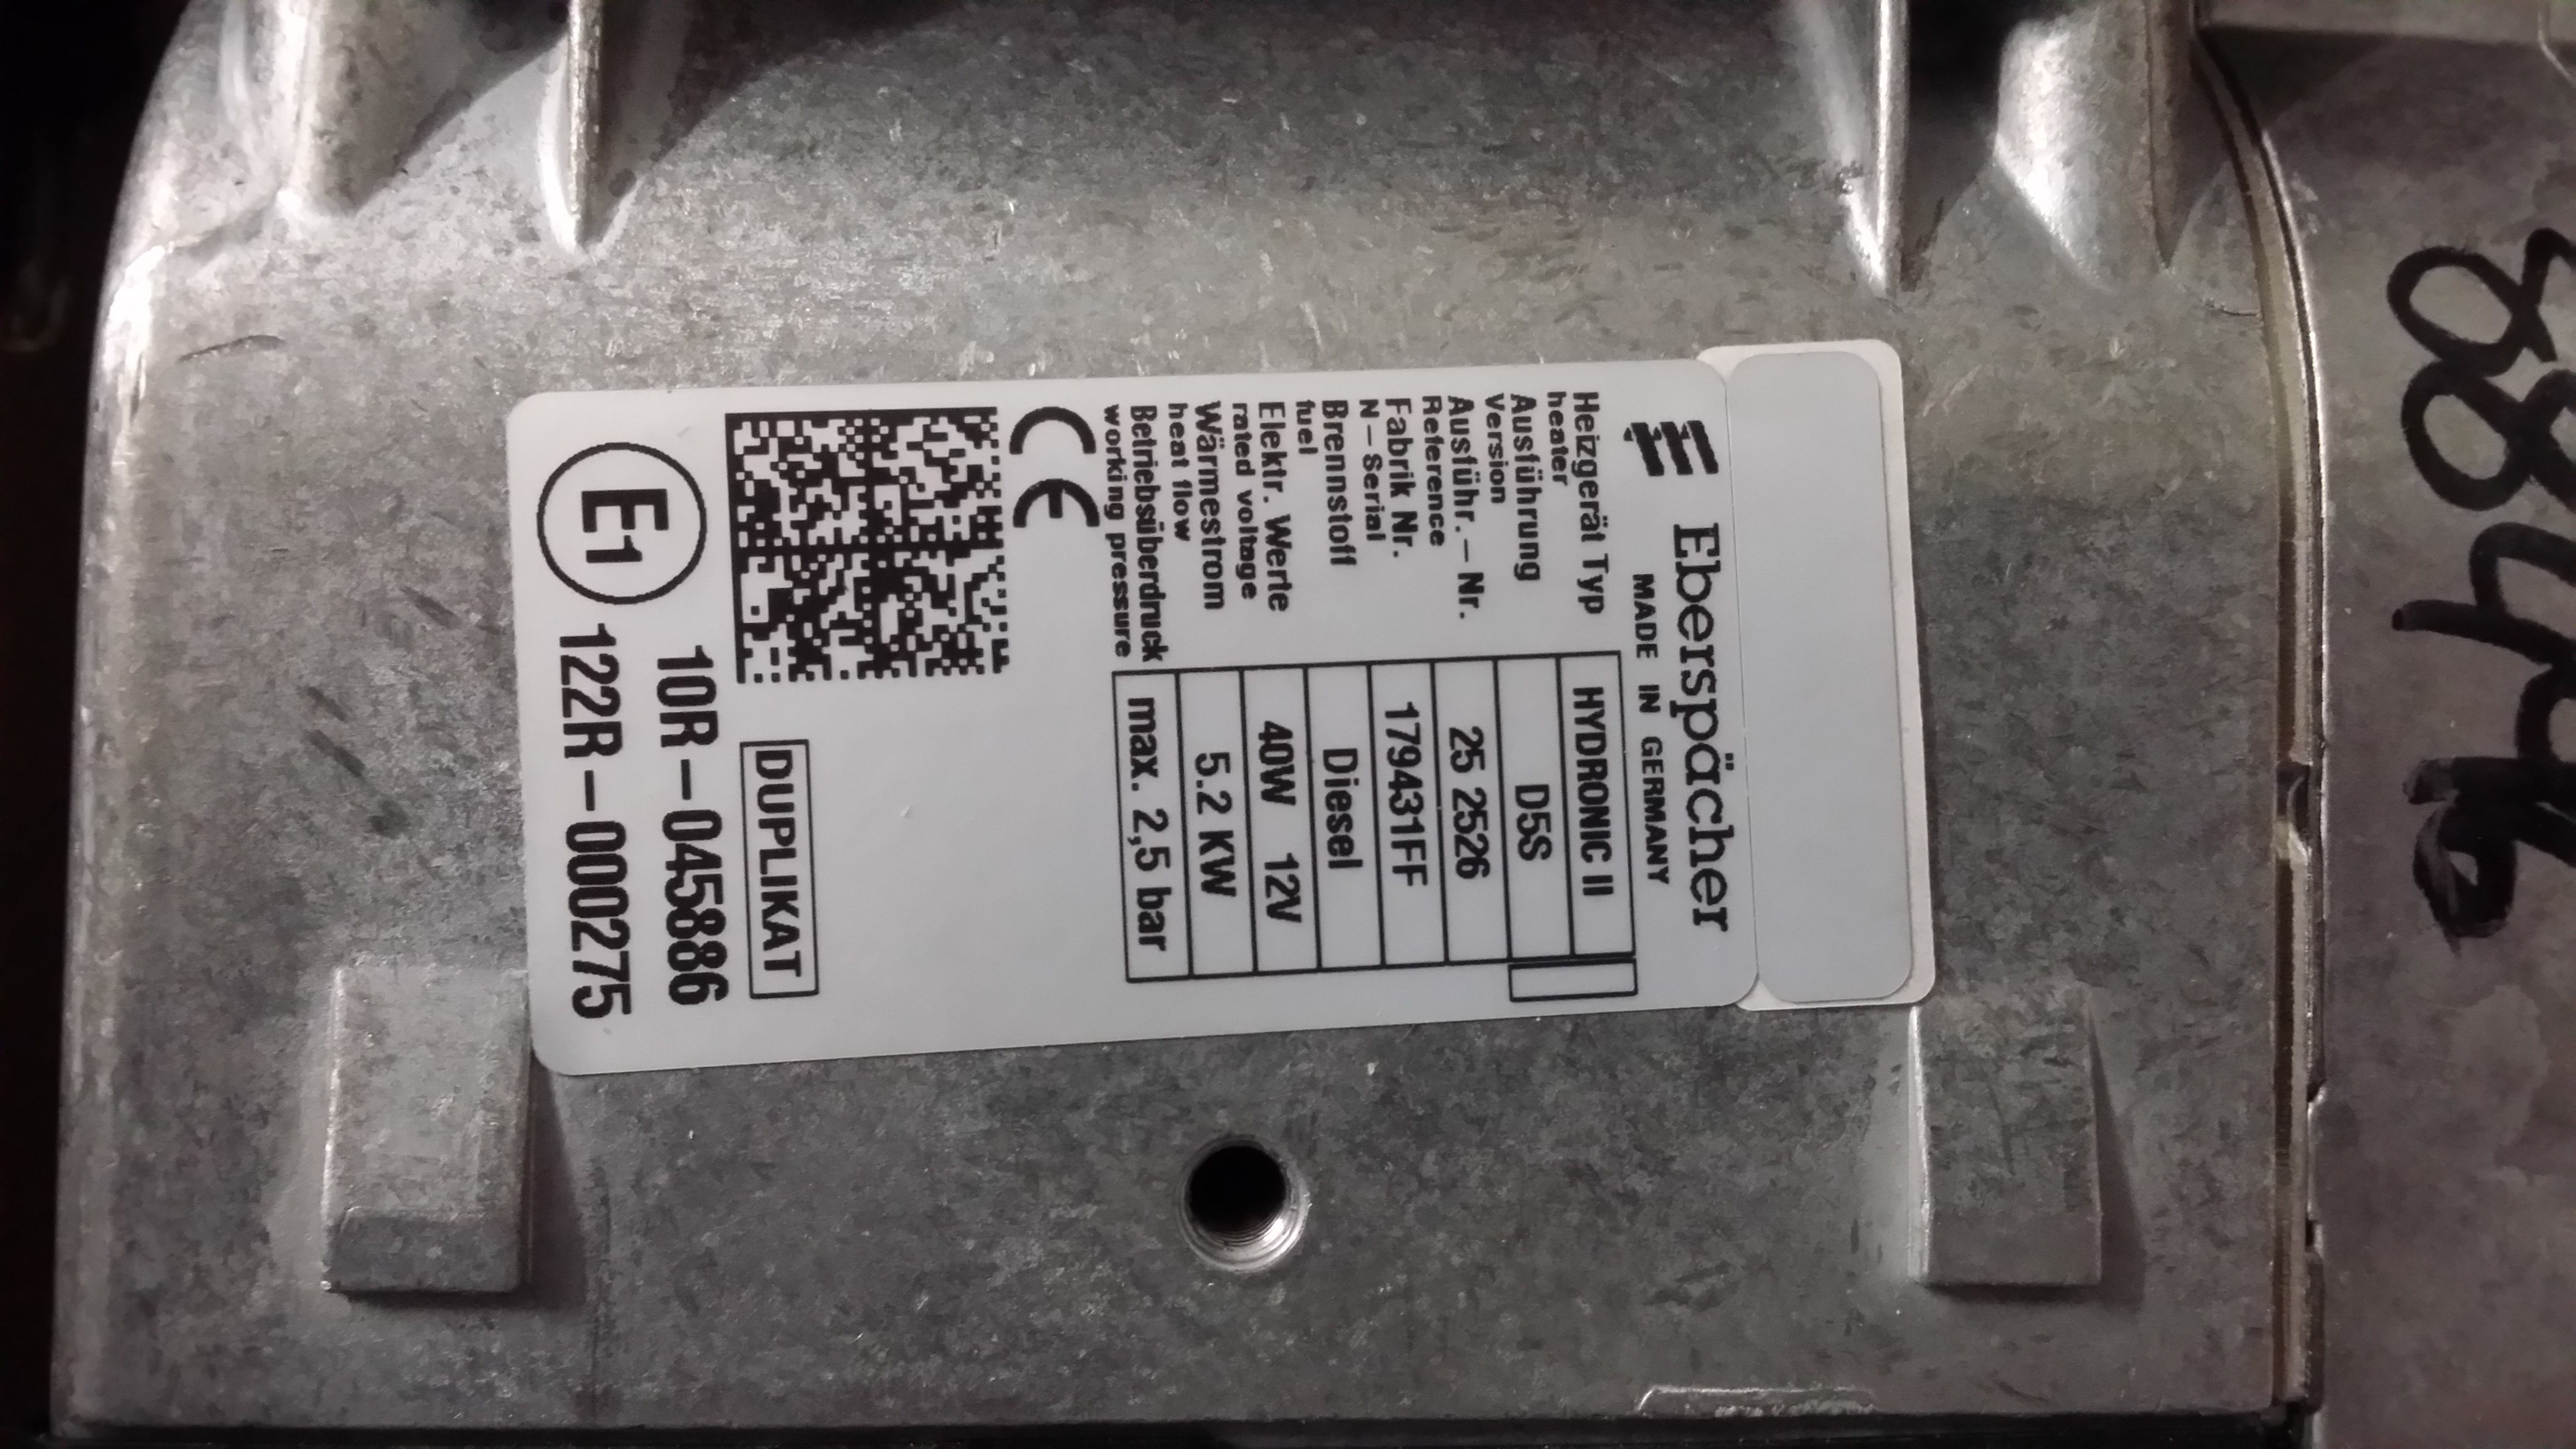 Eberspächer
MADE IN GERMANY
Heizgerät Typ HYDRONIC II
heater
Ausführung D5S
Version
Ausführ.-Nr. 25 2526
Reference
Fabrik Nr. 179431FF
N-Serial
Brennstoff Diesel
fuel
Elektr. Werte 40W 12V
rated voltage
Wärmestrom 5.2 KW
heat flow
Betriebsüberdruck max. 2,5 bar
working pressure
CE
DUPLIKAT
E1 10R-045886
122R-000275